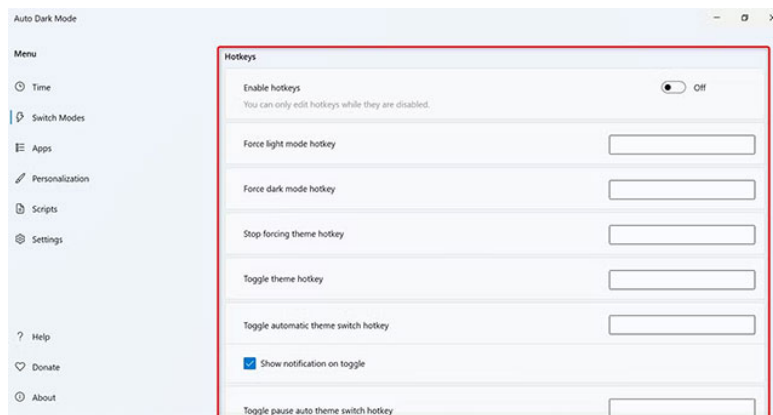 Auto Dark Mode
Menu
Time
Switch Modes
Apps
Personalization
Scripts
Settings
Help
Donate
About
Hotkeys
Enable hotkeys
Off
You can only edit hotkeys while they are disabled.
Force light mode hotkey
Force dark mode hotkey
Stop forcing theme hotkey
Toggle theme hotkey
Toggle automatic theme switch hotkey
Show notification on toggle
Toggle pause auto theme switch hotkey